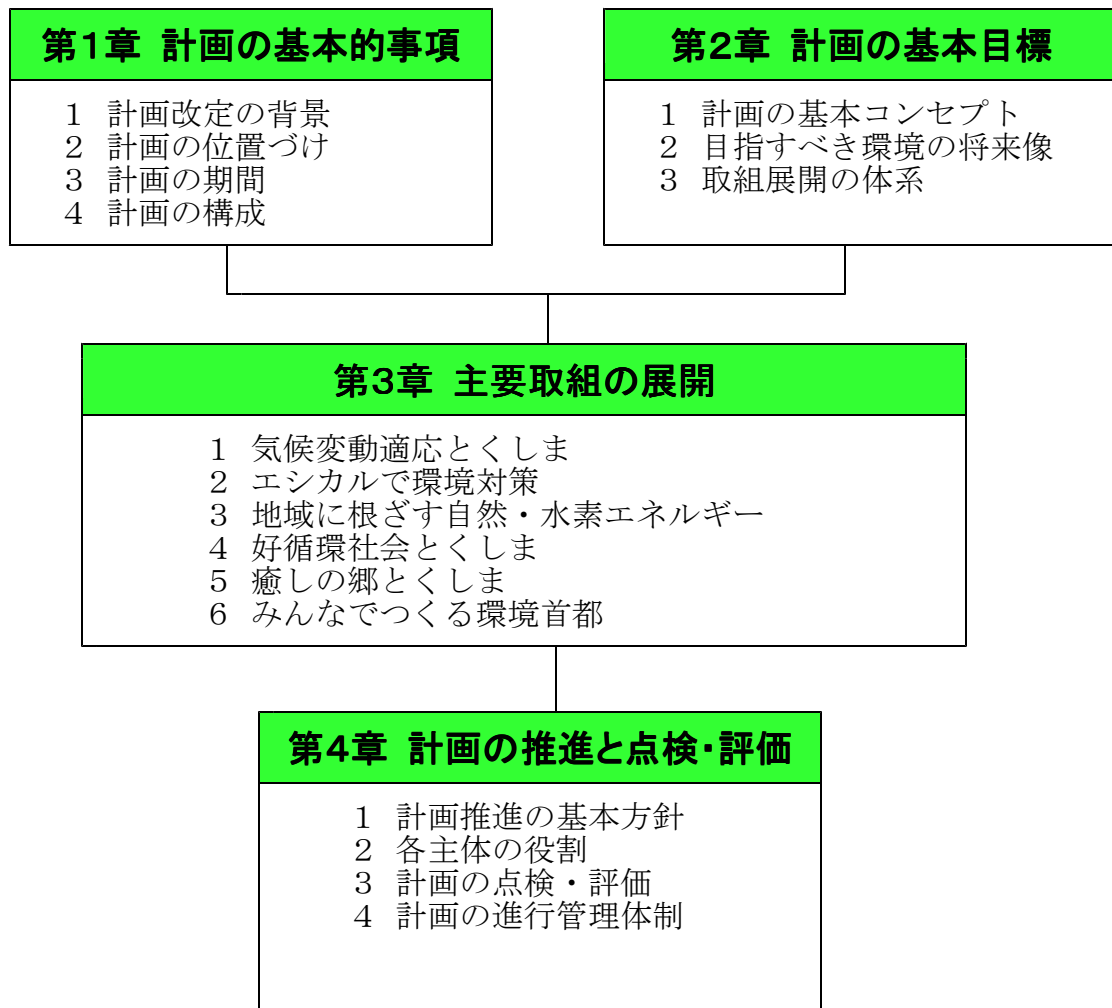 第1章 計画の基本的事項
1 計画改定の背景
2 計画の位置づけ
3 計画の期間
4 計画の構成
第2章 計画の基本目標
1 計画の基本コンセプト
2 目指すべき環境の将来像
3 取組展開の体系
第3章 主要取組の展開
1 気候変動適応とくしま
2 エシカルで環境対策
3 地域に根ざす自然・水素エネルギー
4 好循環社会とくしま
5 癒しの郷とくしま
6 みんなでつくる環境首都
第4章 計画の推進と点検・評価
1 計画推進の基本方針
2 各主体の役割
3 計画の点検・評価
4 計画の進行管理体制